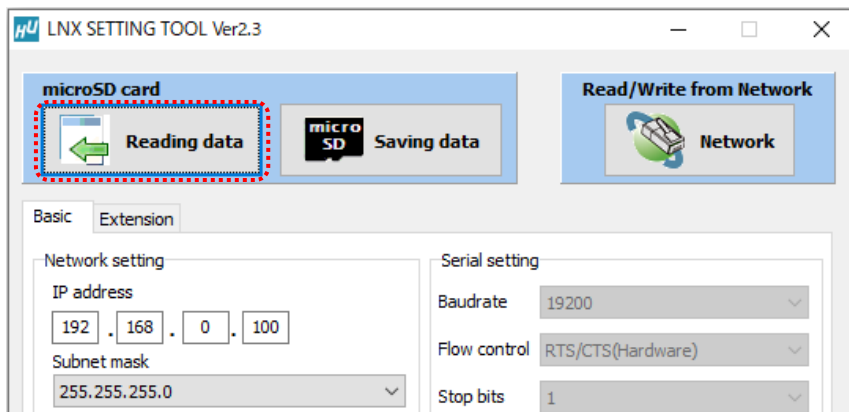 HU LNX SETTING TOOL Ver2.3
microSD card
Reading data
micro
SD
Saving data
Read/Write from Network
Network
Basic
Extension
Network setting
IP address
192 . 168 . 0 . 100
Subnet mask
255.255.255.0
Serial setting
Baudrate 19200
Flow control RTS/CTS(Hardware)
Stop bits 1